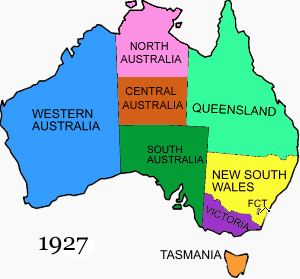 NORTH
AUSTRALIA
CENTRAL
AUSTRALIA
WESTERN
AUSTRALIA
QUEENSLAND
SOUTH
AUSTRALIA
NEW SOUTH
WALES
FCT
VICTORIA
1927
TASMANIA